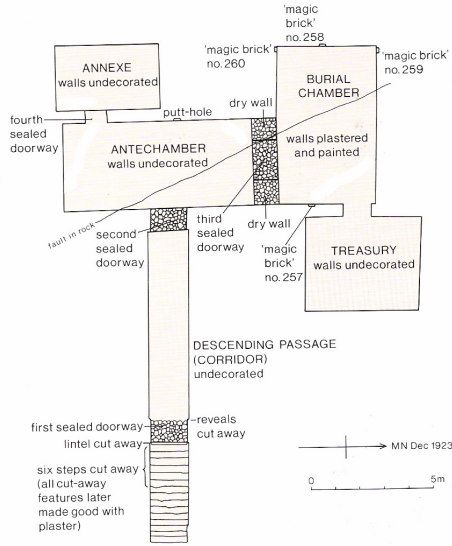 'magic
brick'
no.258
'magic brick'
no.260
'magic brick'
no.259
ANNEXE
walls undecorated
BURIAL
CHAMBER
walls plastered
and painted
fourth
sealed
doorway
putt-hole
dry wall
ANTECHAMBER
walls undecorated
fault in rock
second
sealed
doorway
third
sealed
doorway
dry wall
'magic
brick'
no.257
TREASURY
walls undecorated
DESCENDING PASSAGE
(CORRIDOR)
undecorated
first sealed doorway
reveals
cut away
lintel cut away
six steps cut away
(all cut-away
features later
made good with
plaster)
MN Dec 1923
0 5m